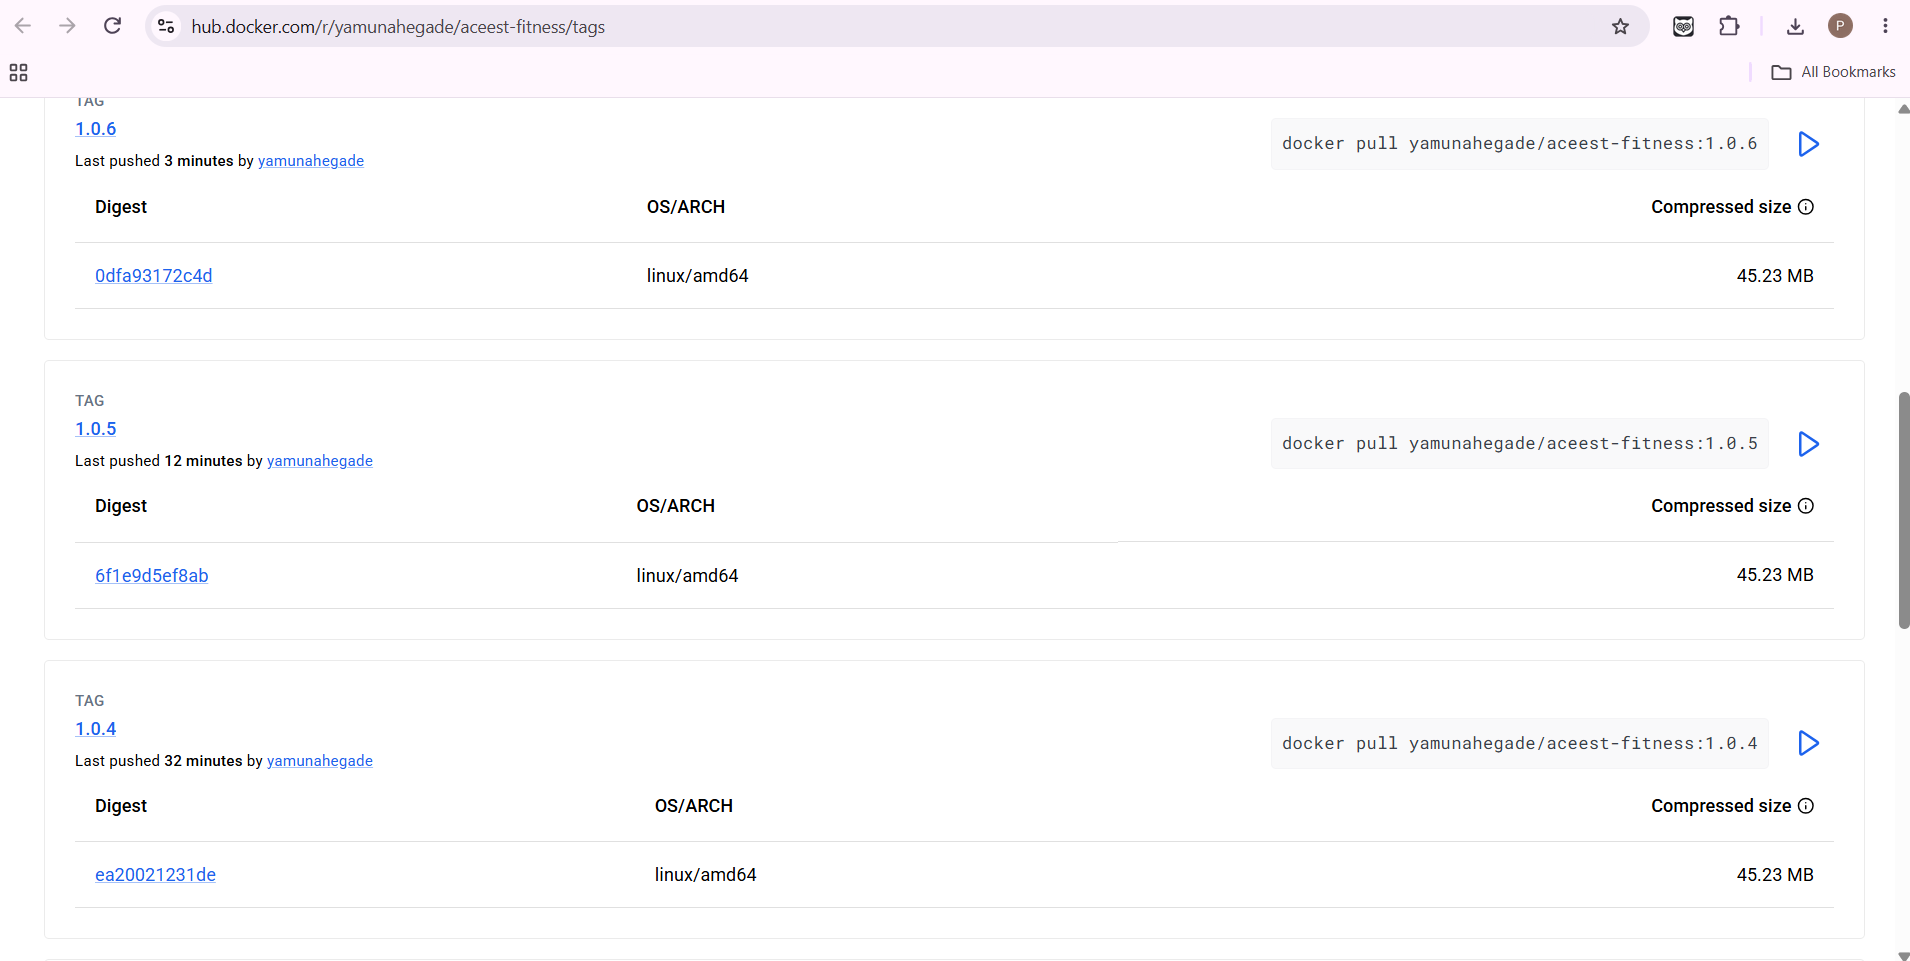 hub.docker.com/r/yamunahegade/aceest-fitness/tags
P
All Bookmarks
TAG
1.0.6
docker pull yamunahegade/aceest-fitness:1.0.6
Last pushed 3 minutes by yamunahegade
Digest OS/ARCH Compressed size
0dfa93172c4d linux/amd64 45.23 MB
TAG
1.0.5
docker pull yamunahegade/aceest-fitness:1.0.5
Last pushed 12 minutes by yamunahegade
Digest OS/ARCH Compressed size
6f1e9d5ef8ab linux/amd64 45.23 MB
TAG
1.0.4
docker pull yamunahegade/aceest-fitness:1.0.4
Last pushed 32 minutes by yamunahegade
Digest OS/ARCH Compressed size
ea20021231de linux/amd64 45.23 MB